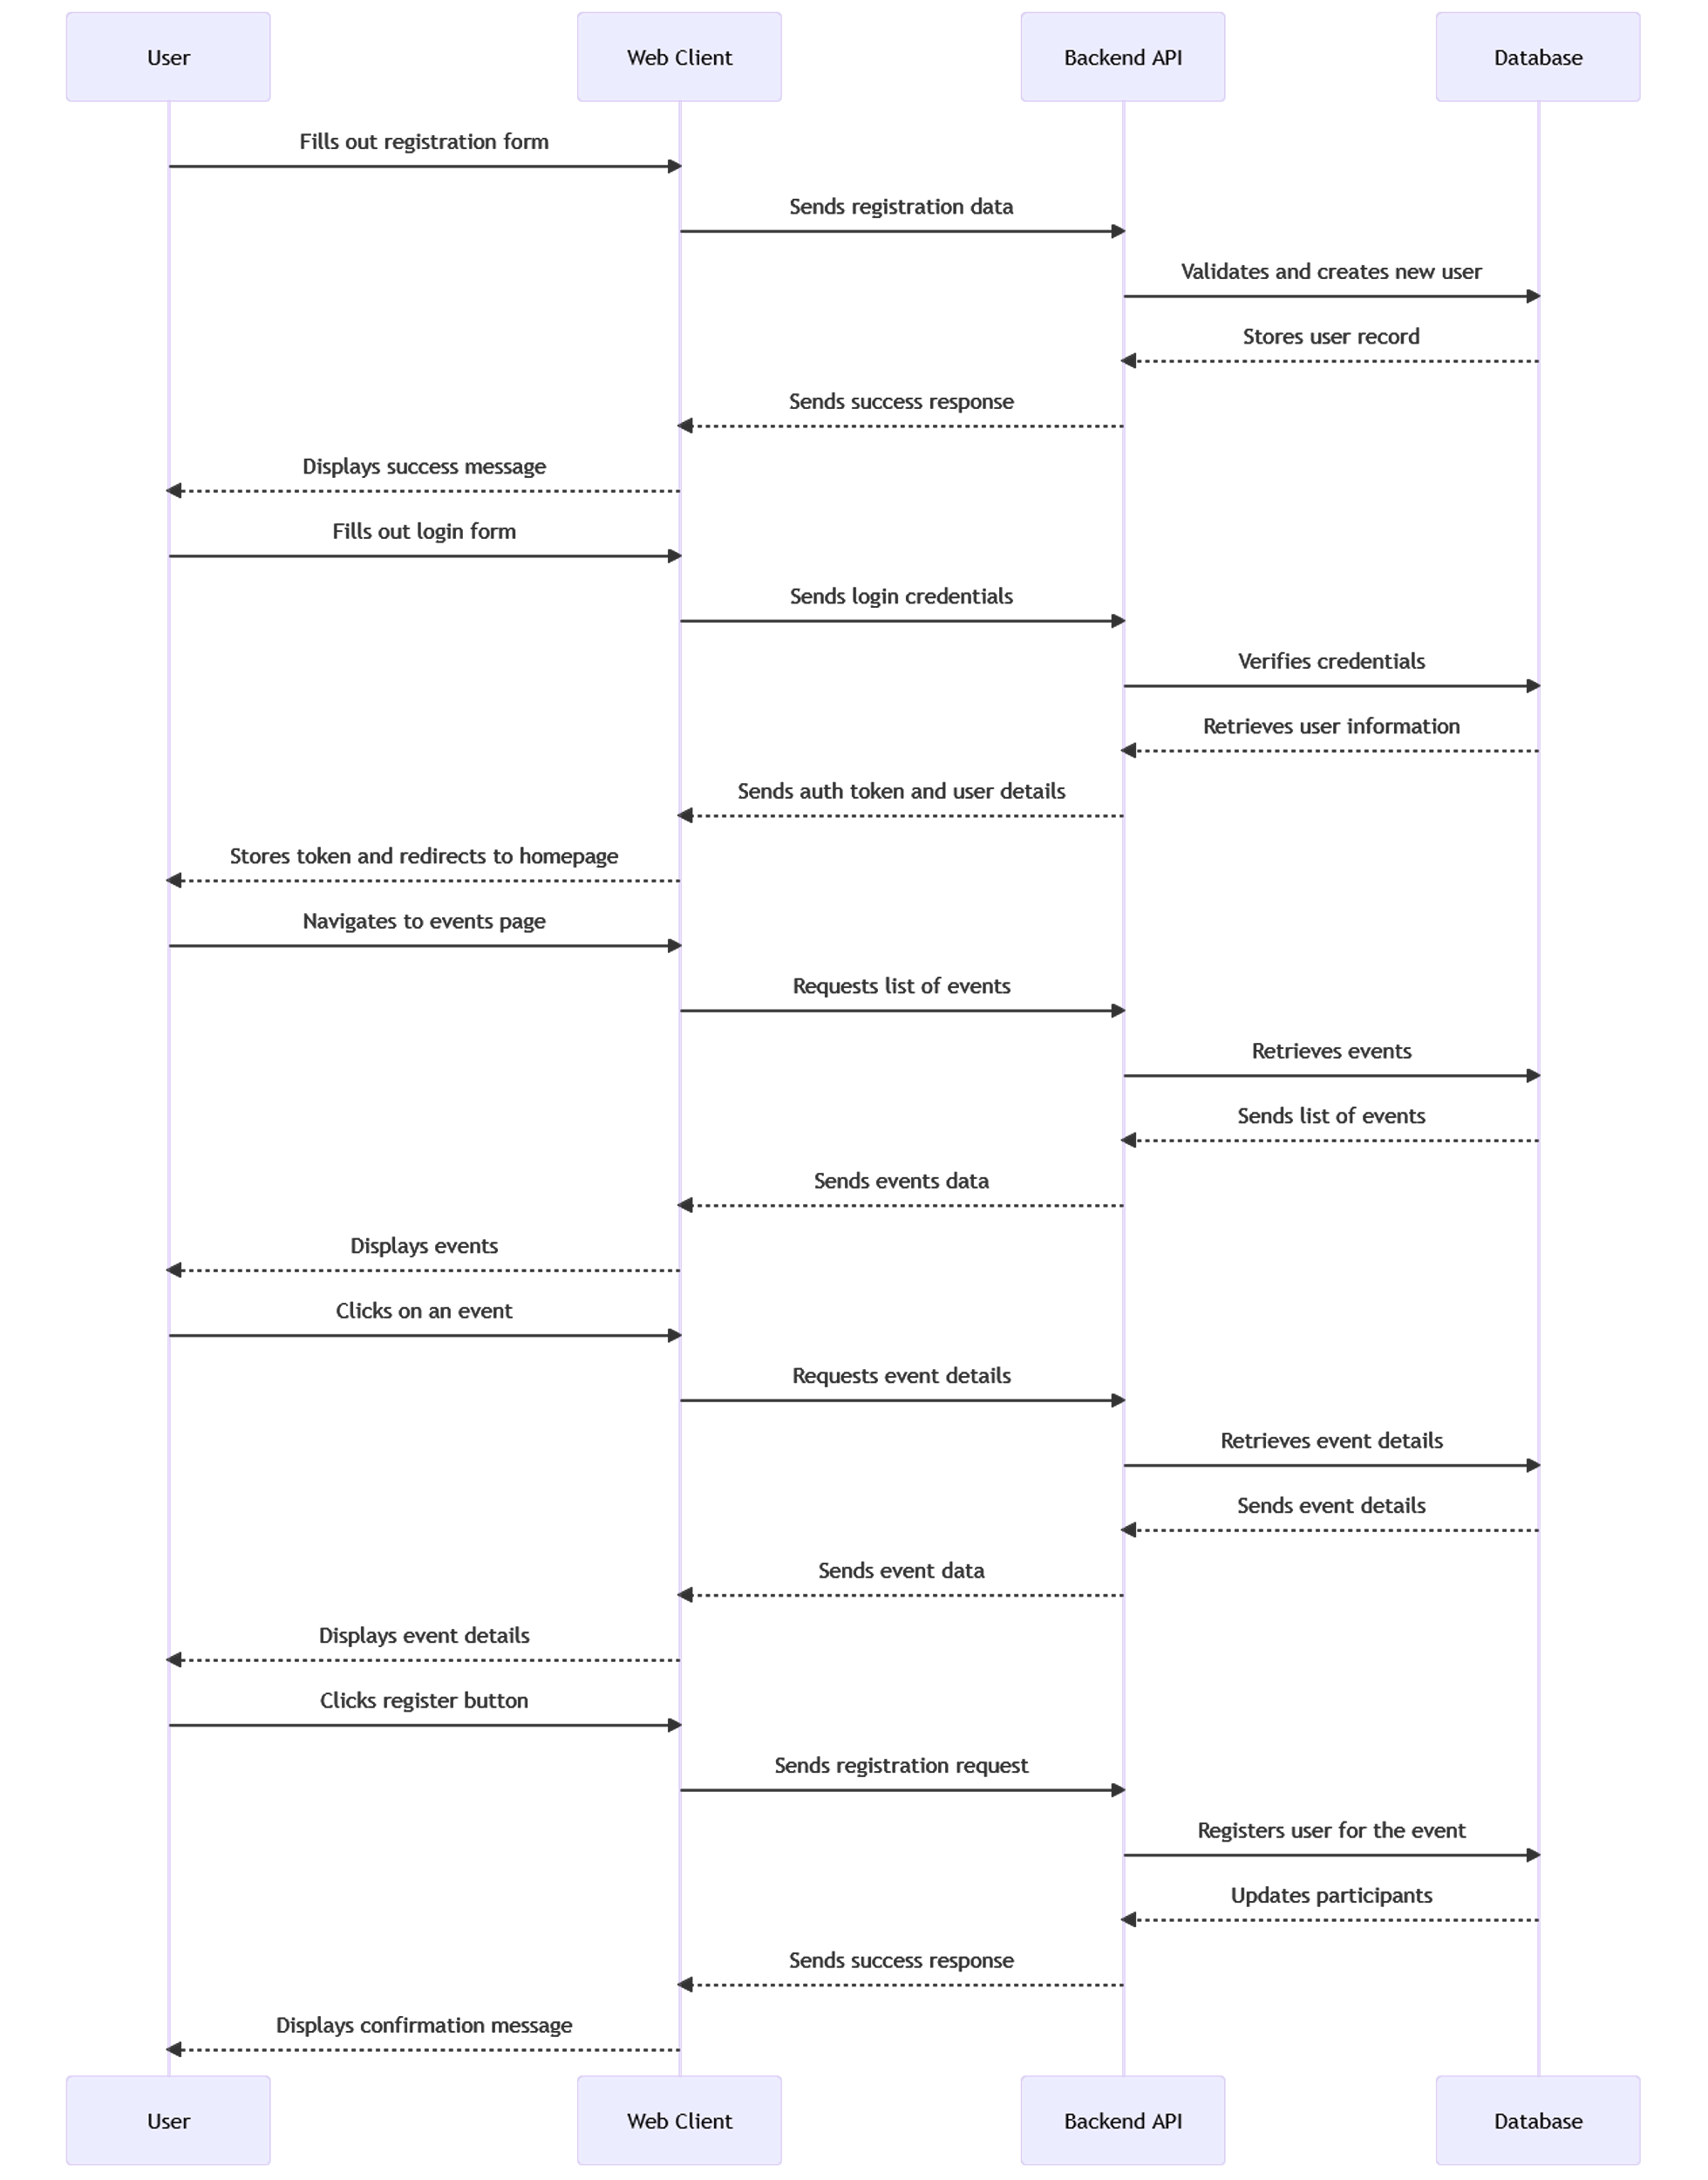 User
Web Client
Backend API
Database
Fills out registration form
Sends registration data
Validates and creates new user
Stores user record
Sends success response
Displays success message
Fills out login form
Sends login credentials
Verifies credentials
Retrieves user information
Sends auth token and user details
Stores token and redirects to homepage
Navigates to events page
Requests list of events
Retrieves events
Sends list of events
Sends events data
Displays events
Clicks on an event
Requests event details
Retrieves event details
Sends event details
Sends event data
Displays event details
Clicks register button
Sends registration request
Registers user for the event
Updates participants
Sends success response
Displays confirmation message
User
Web Client
Backend API
Database